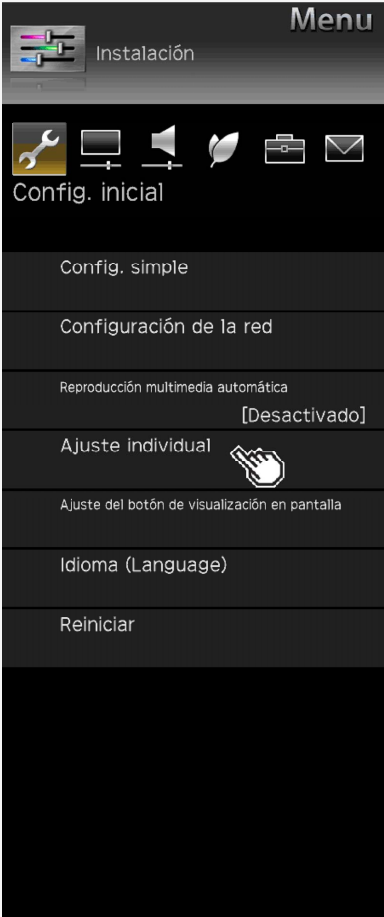 Menu
Instalación
Config. inicial
Config. simple
Configuración de la red
Reproducción multimedia automática
[Desactivado]
Ajuste individual
Ajuste del botón de visualización en pantalla
Idioma (Language)
Reiniciar